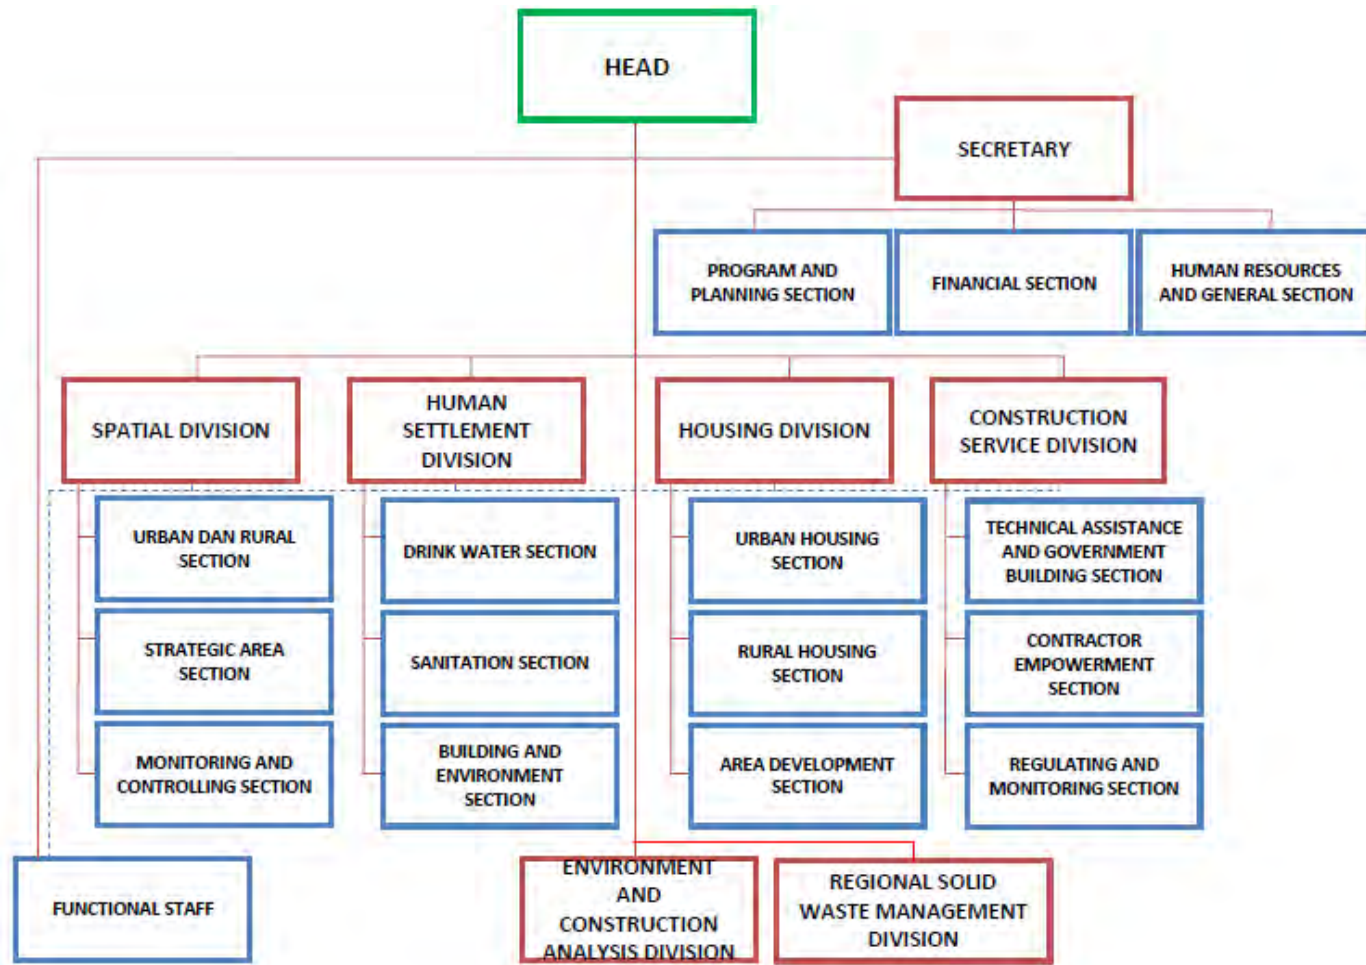 HEAD
SECRETARY
PROGRAM AND
PLANNING SECTION
FINANCIAL SECTION
HUMAN RESOURCES
AND GENERAL SECTION
SPATIAL DIVISION
HUMAN
SETTLEMENT
DIVISION
HOUSING DIVISION
CONSTRUCTION
SERVICE DIVISION
URBAN DAN RURAL
SECTION
DRINK WATER SECTION
URBAN HOUSING
SECTION
TECHNICAL ASSISTANCE
AND GOVERNMENT
BUILDING SECTION
STRATEGIC AREA
SECTION
SANITATION SECTION
RURAL HOUSING
SECTION
CONTRACTOR
EMPOWERMENT
SECTION
MONITORING AND
CONTROLLING SECTION
BUILDING AND
ENVIRONMENT
SECTION
AREA DEVELOPMENT
SECTION
REGULATING AND
MONITORING SECTION
FUNCTIONAL STAFF
ENVIRONMENT
AND
CONSTRUCTION
ANALYSIS DIVISION
REGIONAL SOLID
WASTE MANAGEMENT
DIVISION